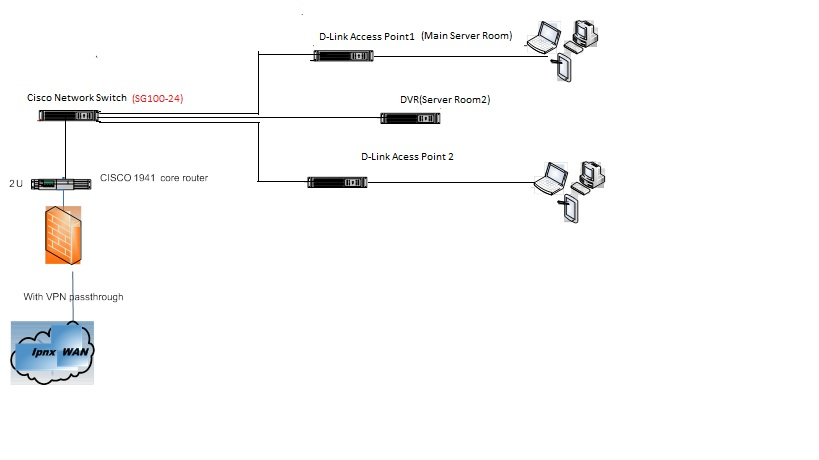 D-Link Access Point1 (Main Server Room)
Cisco Network Switch (SG100-24)
DVR(Server Room2)
D-Link Acess Point 2
2U
CISCO 1941 core router
With VPN passthrough
Ipnx WAN